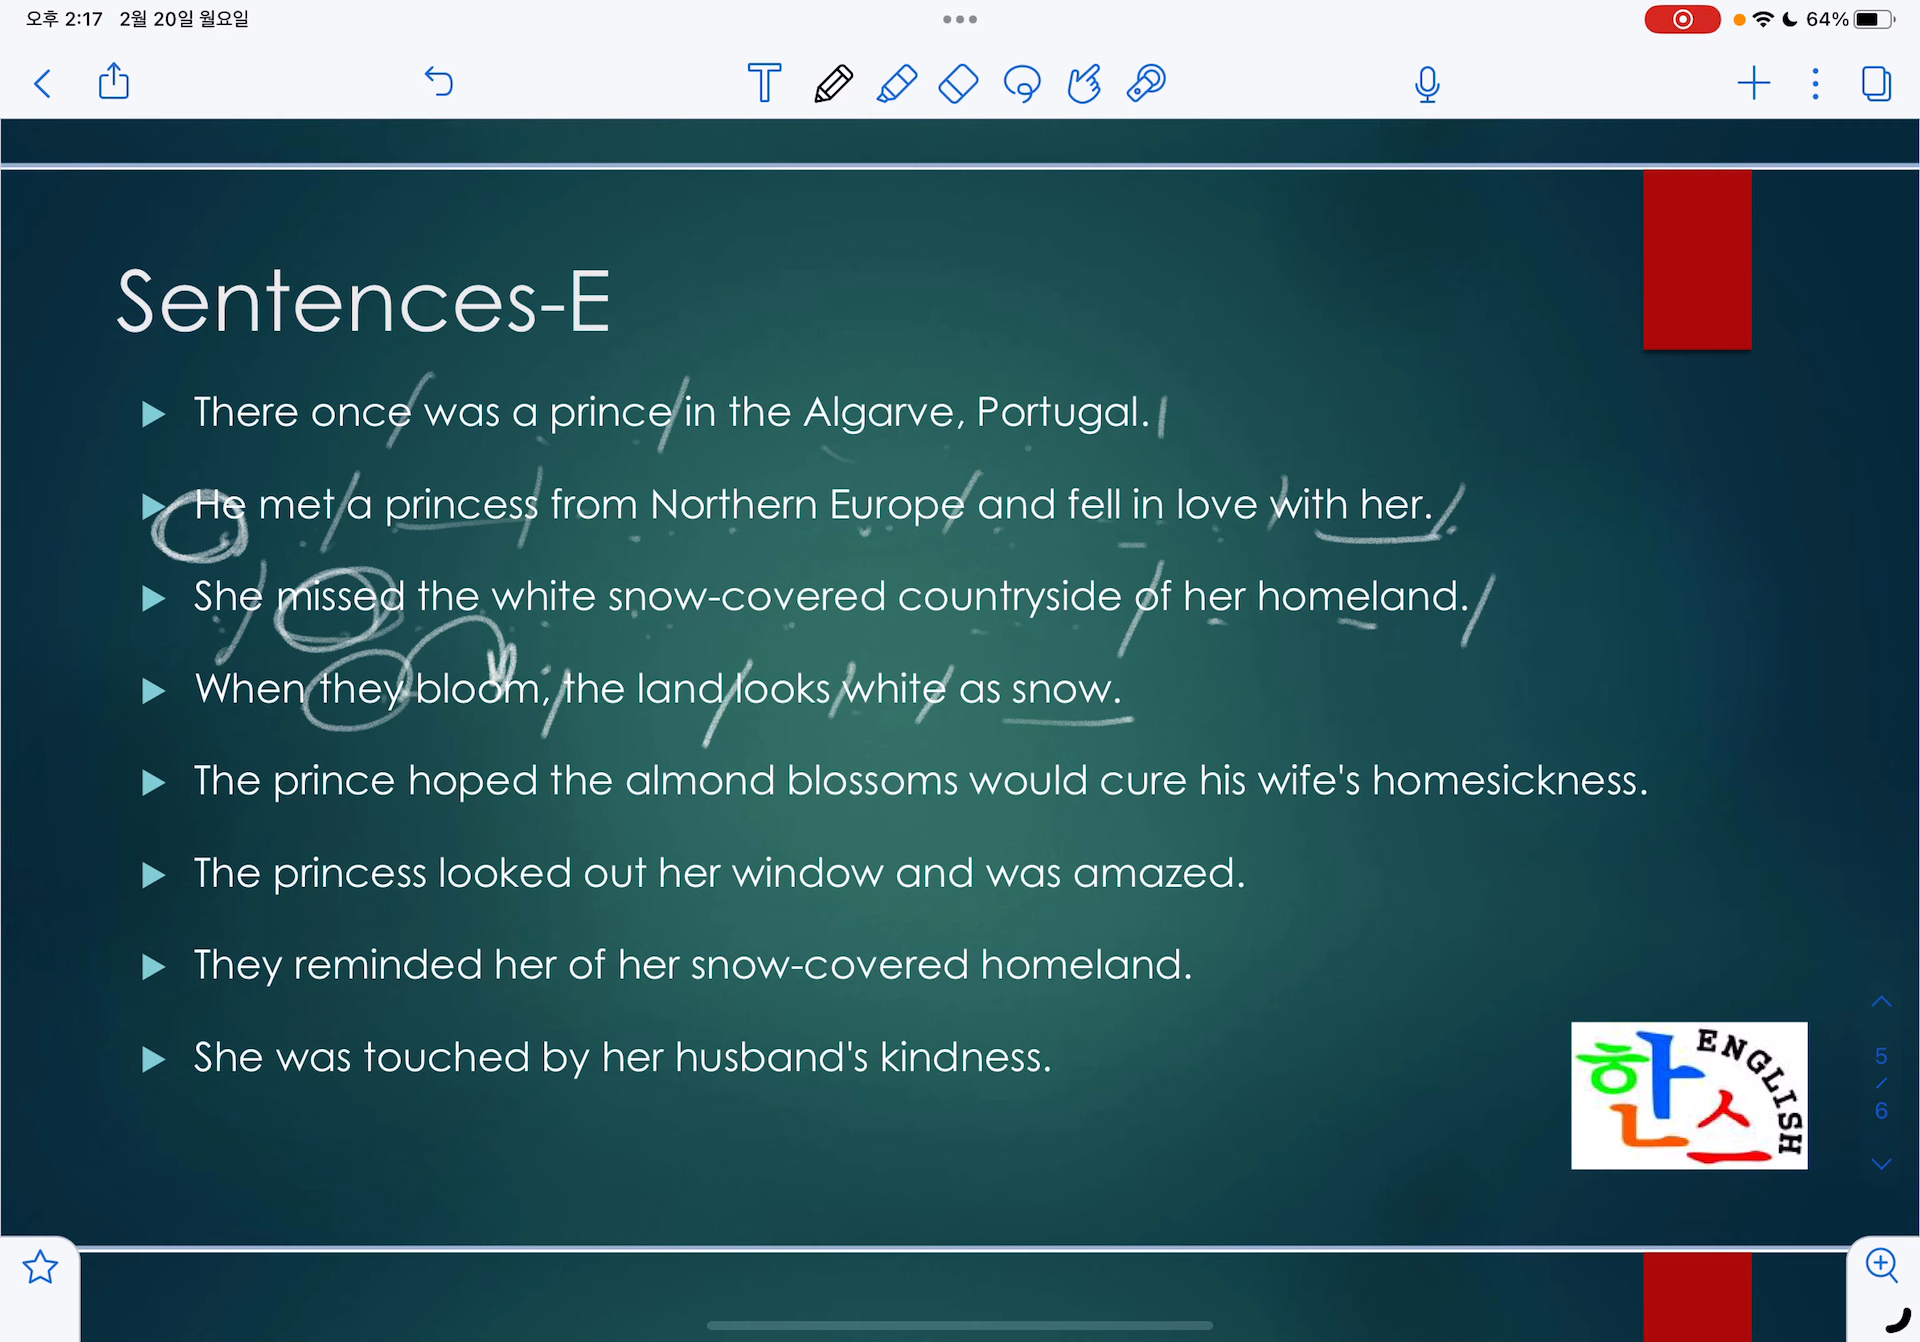 오후 2:17 2월 20일 월요일
64%
Sentences-E
There once was a prince in the Algarve, Portugal.
He met a princess from Northern Europe and fell in love with her.
She missed the white snow-covered countryside of her homeland.
When they bloom, the land looks white as snow.
The prince hoped the almond blossoms would cure his wife's homesickness.
The princess looked out her window and was amazed.
They reminded her of her snow-covered homeland.
She was touched by her husband's kindness.
한스 ENGLISH
5
/
6